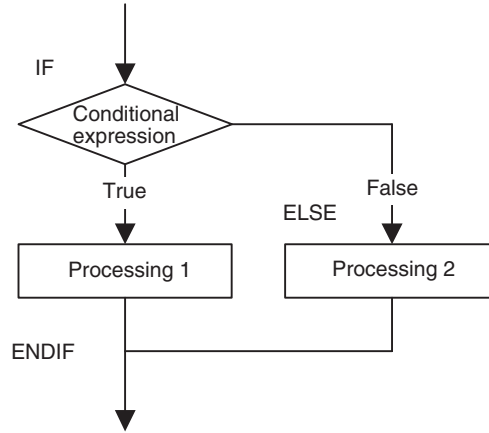 IF
Conditional
expression
True
False
ELSE
Processing 1
Processing 2
ENDIF